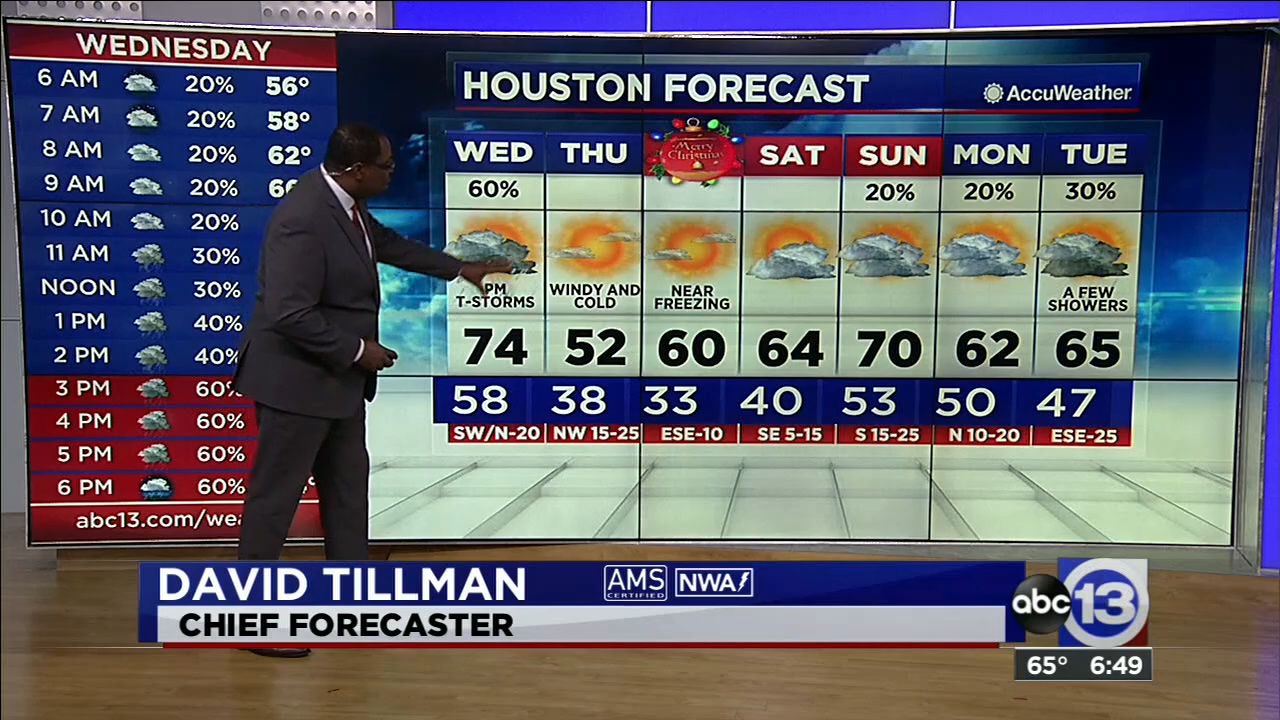 WEDNESDAY
6 AM 20% 56°
7 AM 20% 58°
8 AM 20% 62°
9 AM 20%
10 AM 20%
11 AM 30%
NOON 30%
1 PM 40%
2 PM 40%
3 PM 60%
4 PM 60%
5 PM 60%
6 PM 60%
HOUSTON FORECAST
AccuWeather
WED THU Merry Christmas SAT SUN MON TUE
60% 20% 20% 30%
PM T-STORMS
WINDY AND COLD
NEAR FREEZING
A FEW SHOWERS
74 52 60 64 70 62 65
58 38 33 40 53 50 47
SW/N-20 NW 15-25 ESE-10 SE 5-15 S 15-25 N 10-20 ESE-25
DAVID TILLMAN
AMS CERTIFIED
NWA
CHIEF FORECASTER
abc 13
65° 6:49